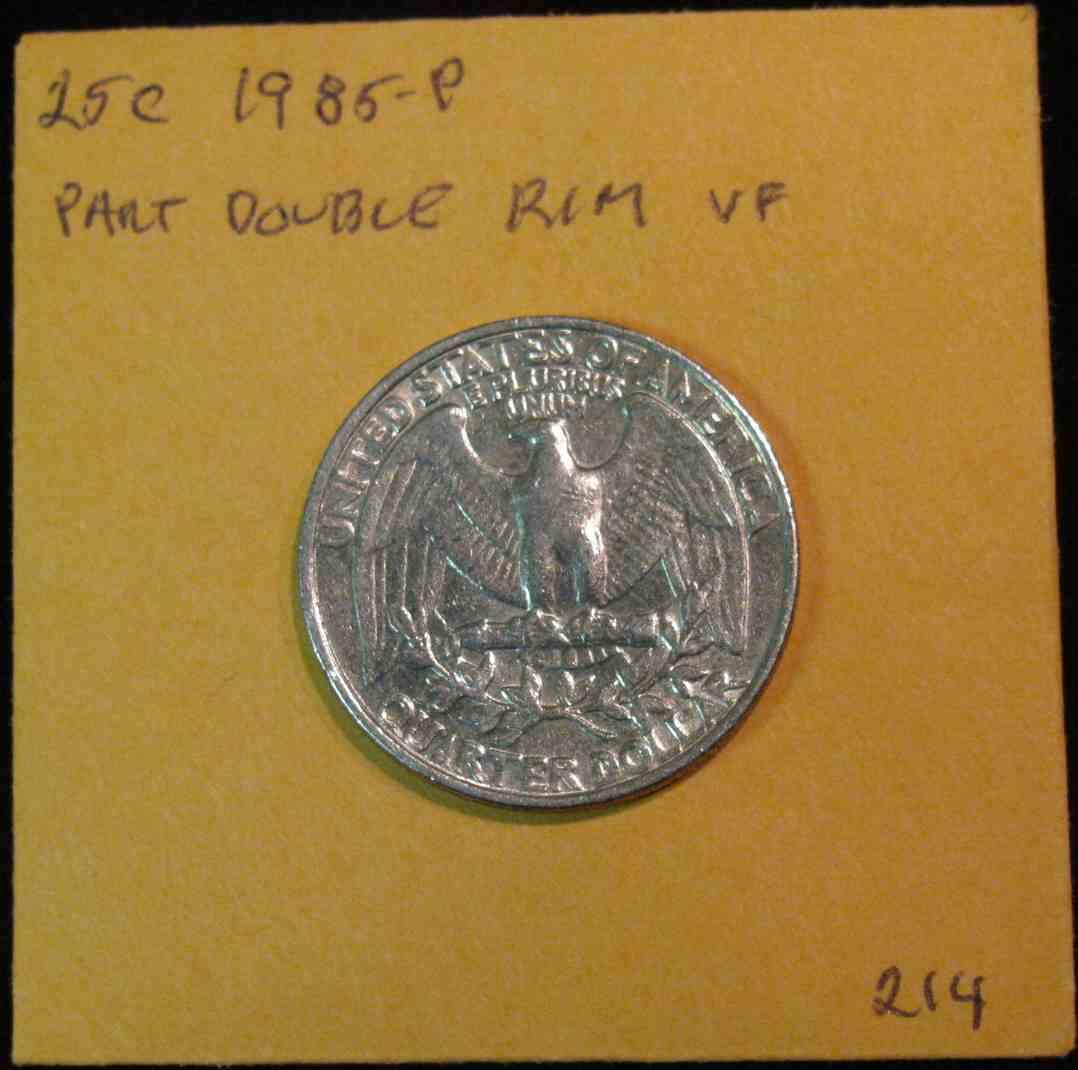 25c 1985-P
PART DOUBLE RIM VF
UNITED STATES OF AMERICA
E PLURIBUS
UNUM
QUARTER DOLLAR
214